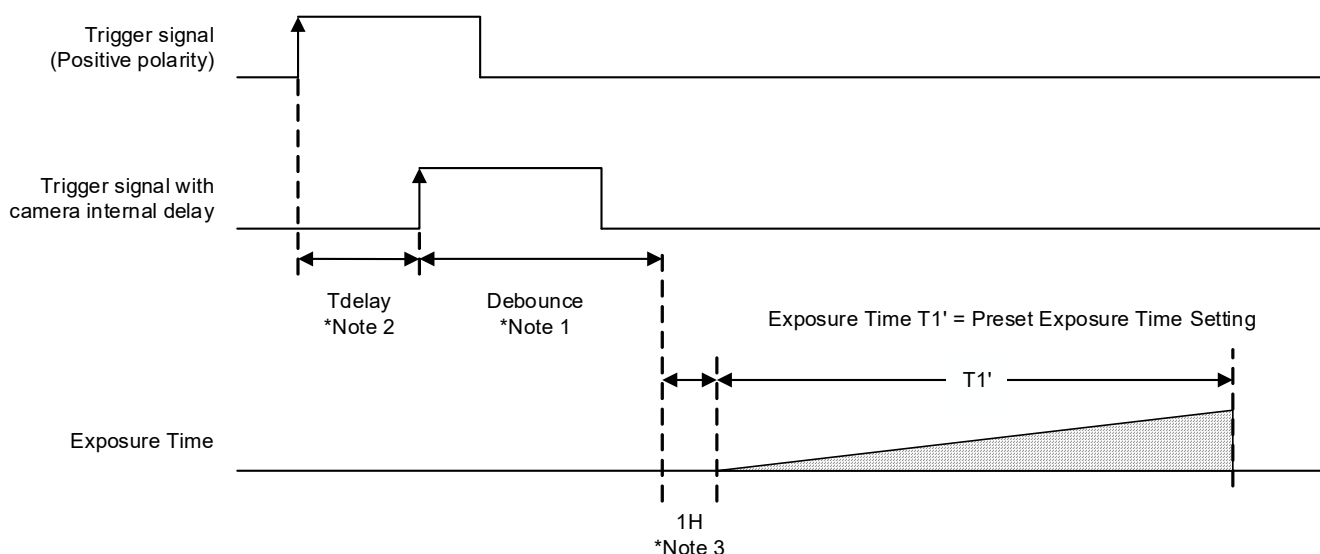 Trigger signal
(Positive polarity)
Trigger signal with
camera internal delay
Tdelay
*Note 2
Debounce
*Note 1
Exposure Time T1' = Preset Exposure Time Setting
T1'
Exposure Time
1H
*Note 3